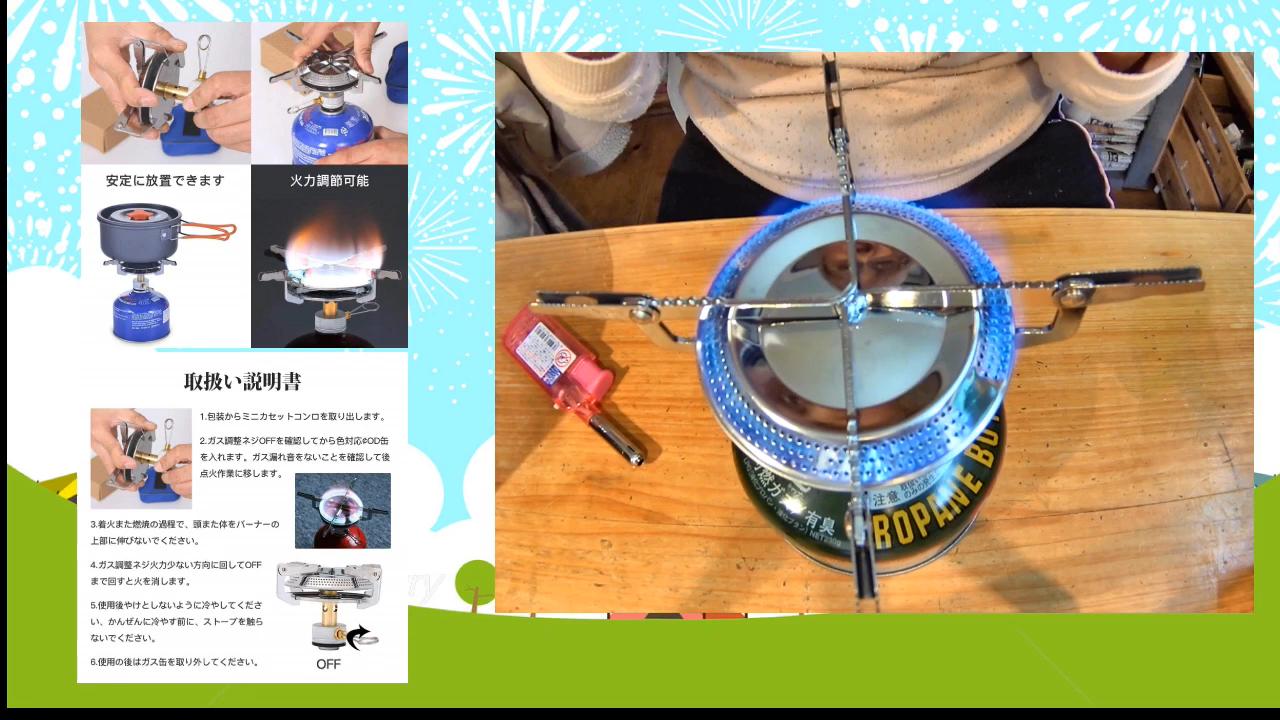 安定に放置できます
火力調節可能
取扱い説明書
1.包装からミニカセットコンロを取り出します。
2.ガス調整ネジOFFを確認してから色対応¢OD缶
を入れます。ガス漏れ音をないことを確認して後
点火作業に移します。
3.着火また燃焼の過程で、頭また体をバーナーの
上部に伸びないでください。
4.ガス調整ネジ火力少ない方向に回してOFF
まで回すと火を消します。
5.使用後やけとしないように冷やしてくださ
い、かんぜんに冷やす前に、ストーブを触ら
ないでください。
6.使用の後はガス缶を取り外してください。
OFF
ry
可燃ガス
有臭
NET230g
注意
ROPANE BU